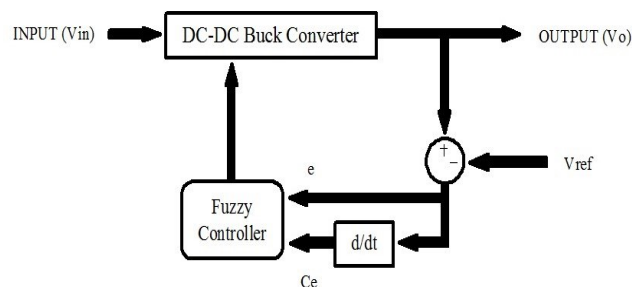 INPUT (Vin)
DC-DC Buck Converter
OUTPUT (Vo)
+
−
Vref
e
Fuzzy
Controller
d/dt
Ce